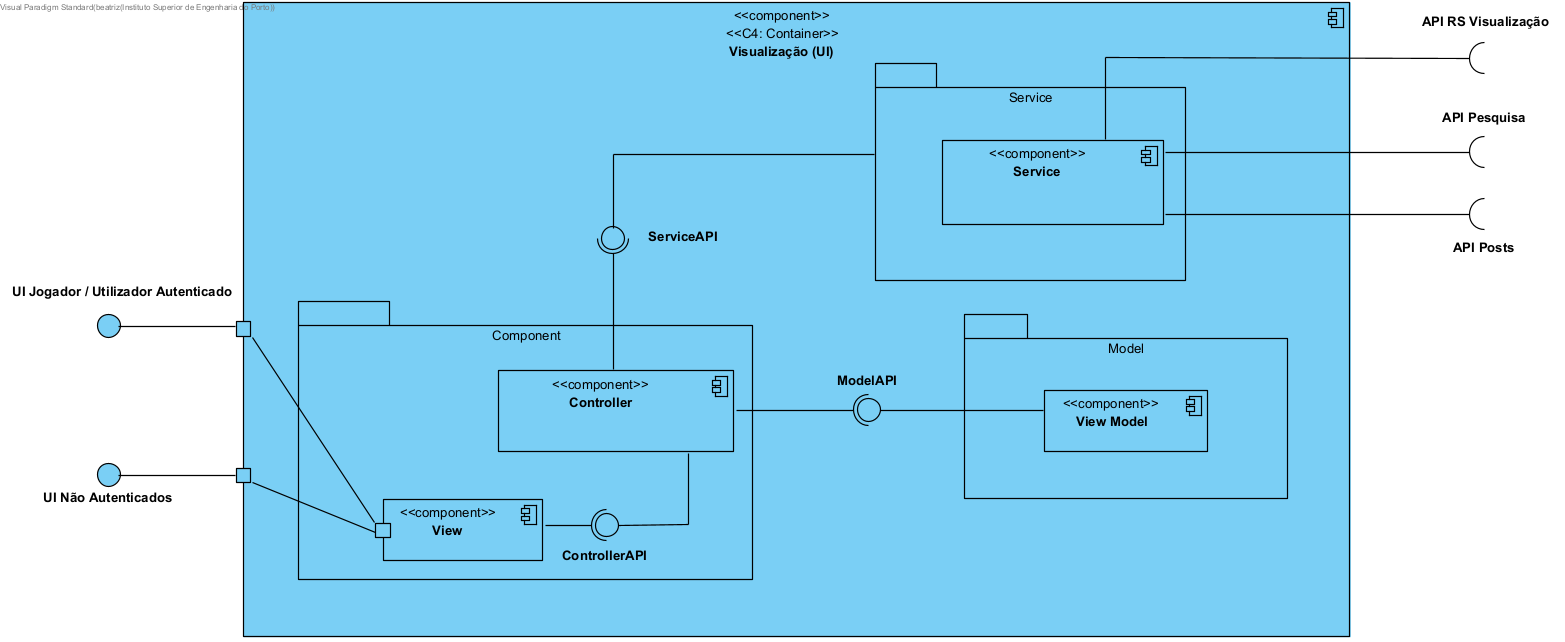 Visual Paradigm Standard(beatriz(Instituto Superior de Engenharia do Porto))
<<component>>
<<C4: Container>>
Visualização (UI)
API RS Visualização
Service
API Pesquisa
<<component>>
Service
ServiceAPI
API Posts
UI Jogador / Utilizador Autenticado
Component
Model
<<component>>
Controller
ModelAPI
<<component>>
View Model
UI Não Autenticados
<<component>>
View
ControllerAPI